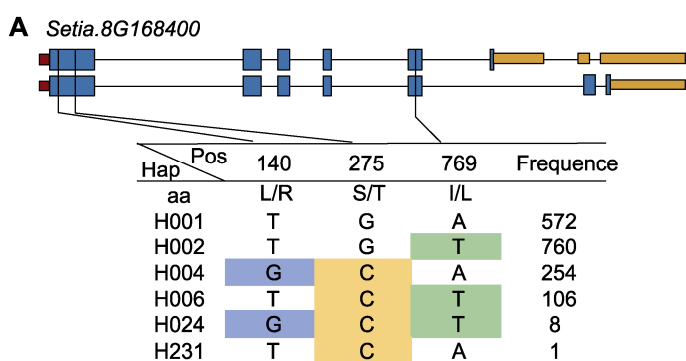 A Setia.8G168400
Hap Pos 140 275 769 Frequence
aa L/R S/T I/L
H001 T G A 572
H002 T G T 760
H004 G C A 254
H006 T C T 106
H024 G C T 8
H231 T C A 1